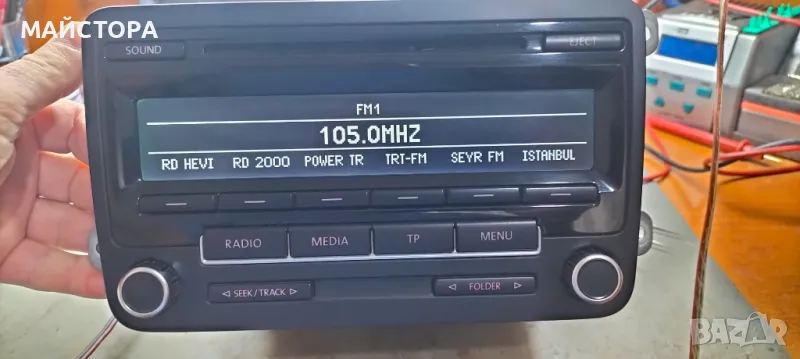 МАЙСТОРА
SOUND
EJECT
FM1
105.0MHZ
RD HEVI RD 2000 POWER TR TRT-FM SEYR FM ISTANBUL
RADIO MEDIA TP MENU
◁ SEEK/TRACK ▷ ◁ FOLDER ▷
BAZAR